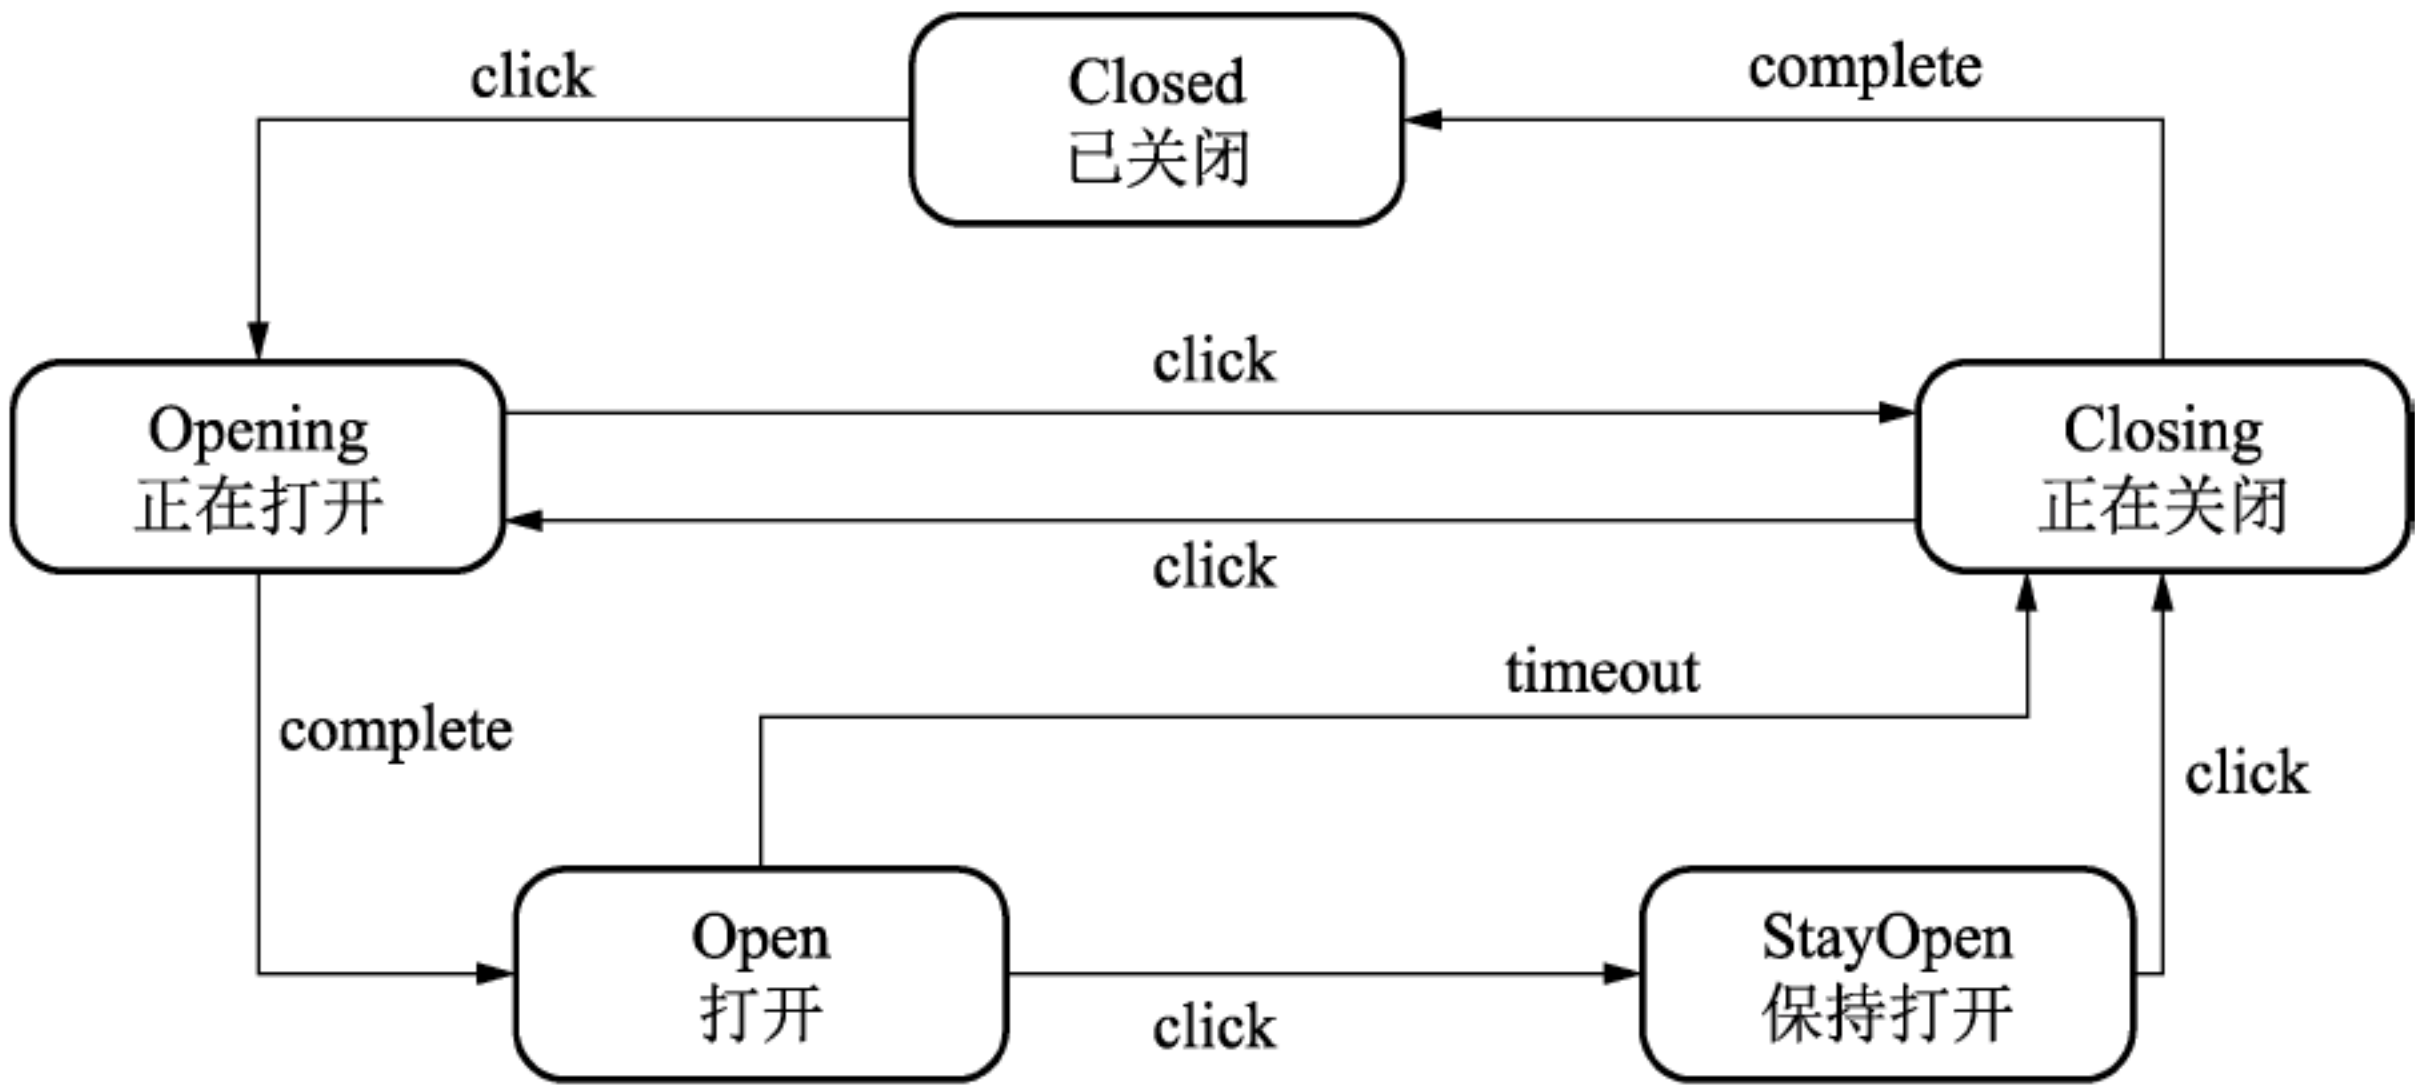 click
Closed
已关闭
complete
click
Opening
正在打开
Closing
正在关闭
click
timeout
complete
click
Open
打开
StayOpen
保持打开
click